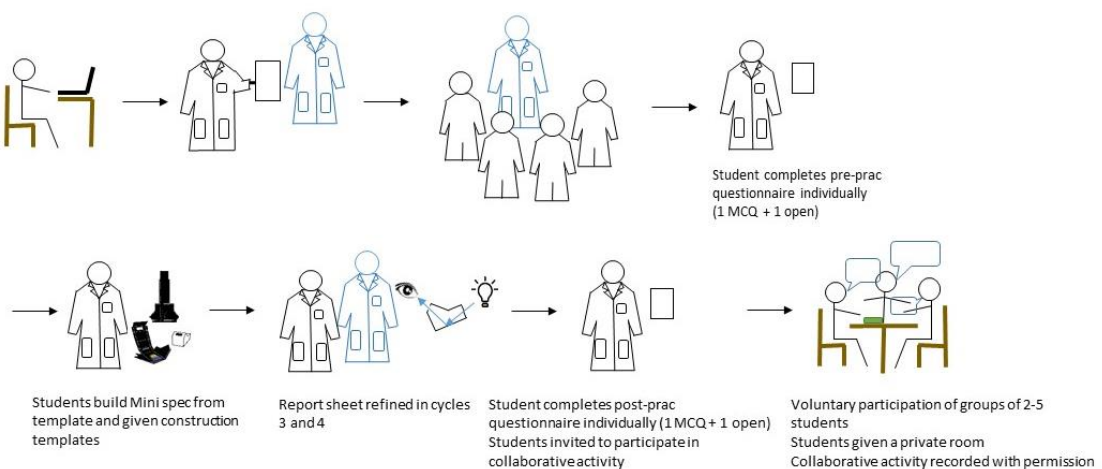 Student completes pre-prac
questionnaire individually
(1 MCQ + 1 open)
Students build Mini spec from
template and given construction
templates
Report sheet refined in cycles
3 and 4
Student completes post-prac
questionnaire individually (1 MCQ + 1 open)
Students invited to participate in
collaborative activity
Voluntary participation of groups of 2-5
students
Students given a private room
Collaborative activity recorded with permission